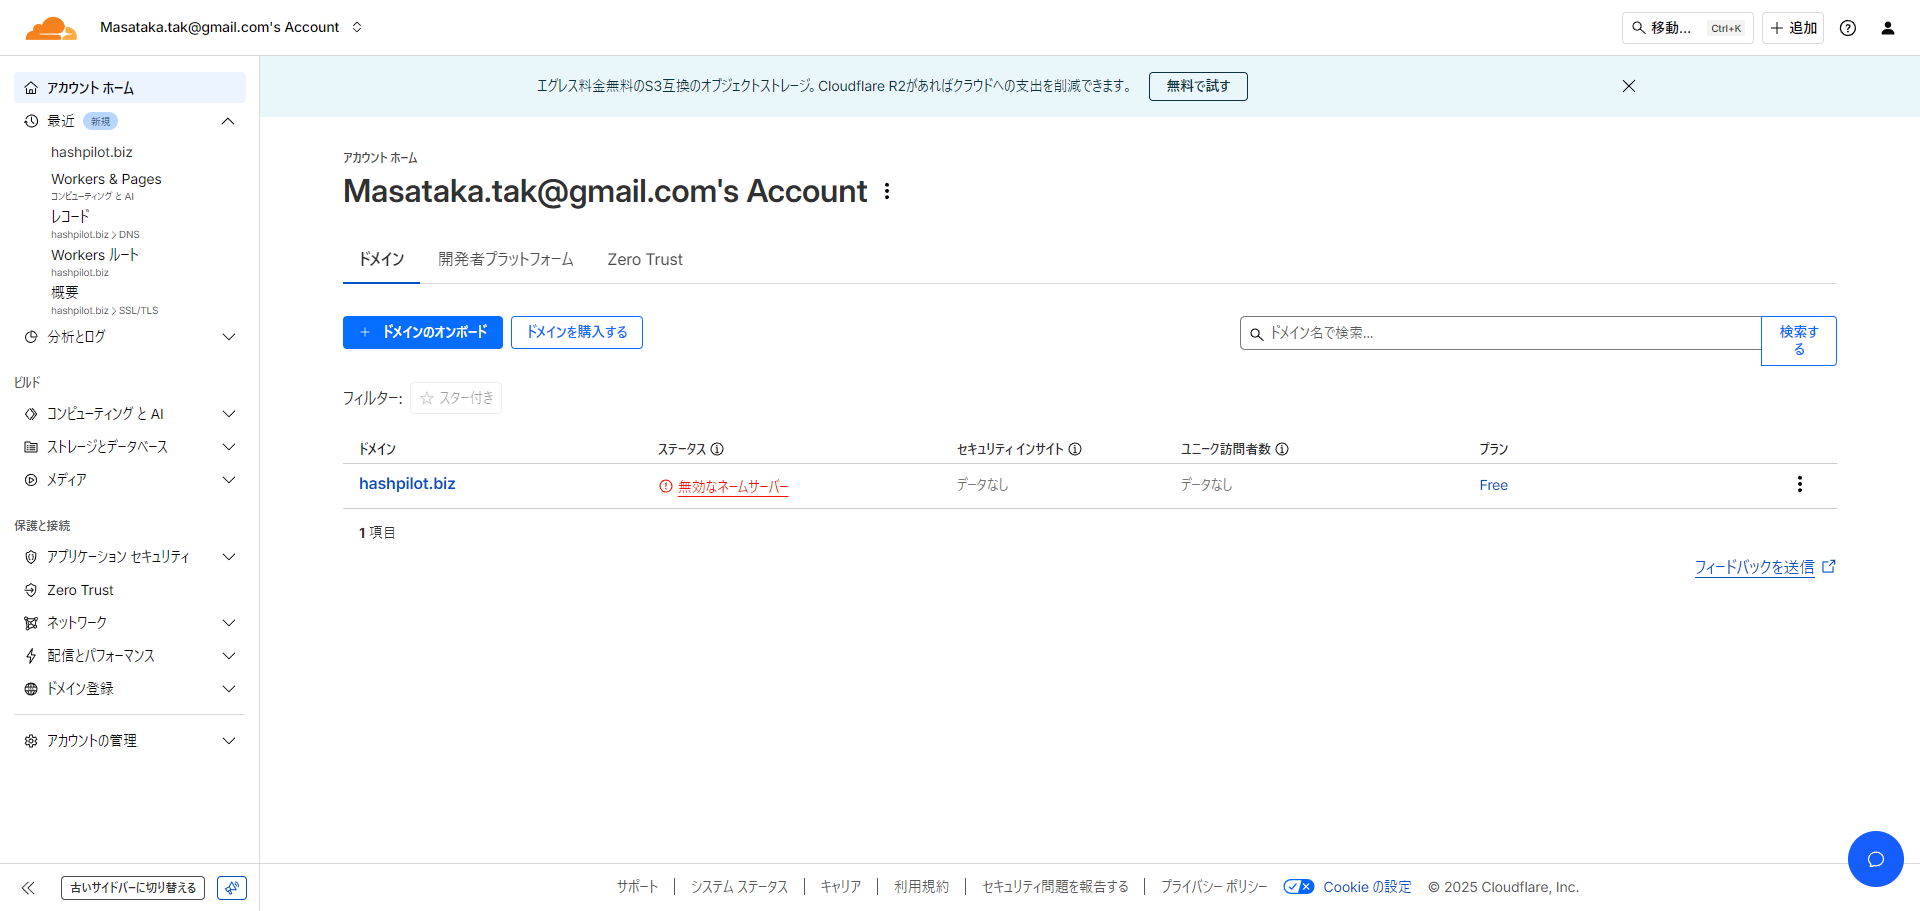 Masataka.tak@gmail.com's Account
移動... Ctrl+K
追加
アカウント ホーム
最近 新規
hashpilot.biz
Workers & Pages
コンピューティング と AI
レコード
hashpilot.biz > DNS
Workers ルート
hashpilot.biz
概要
hashpilot.biz > SSL/TLS
分析とログ
ビルド
コンピューティング と AI
ストレージとデータベース
メディア
保護と接続
アプリケーション セキュリティ
Zero Trust
ネットワーク
配信とパフォーマンス
ドメイン登録
アカウントの管理
古いサイドバーに切り替える
エグレス料金無料のS3互換のオブジェクトストレージ。Cloudflare R2があればクラウドへの支出を削減できます。 無料で試す
アカウント ホーム
Masataka.tak@gmail.com's Account
ドメイン 開発者プラットフォーム Zero Trust
ドメインのオンボード ドメインを購入する
ドメイン名で検索...
検索す
る
フィルター: スター付き
ドメイン ステータス セキュリティ インサイト ユニーク訪問者数 プラン
hashpilot.biz 無効なネームサーバー データなし データなし Free
1 項目
フィードバックを送信
サポート システム ステータス キャリア 利用規約 セキュリティ問題を報告する プライバシー ポリシー Cookie の設定 © 2025 Cloudflare, Inc.